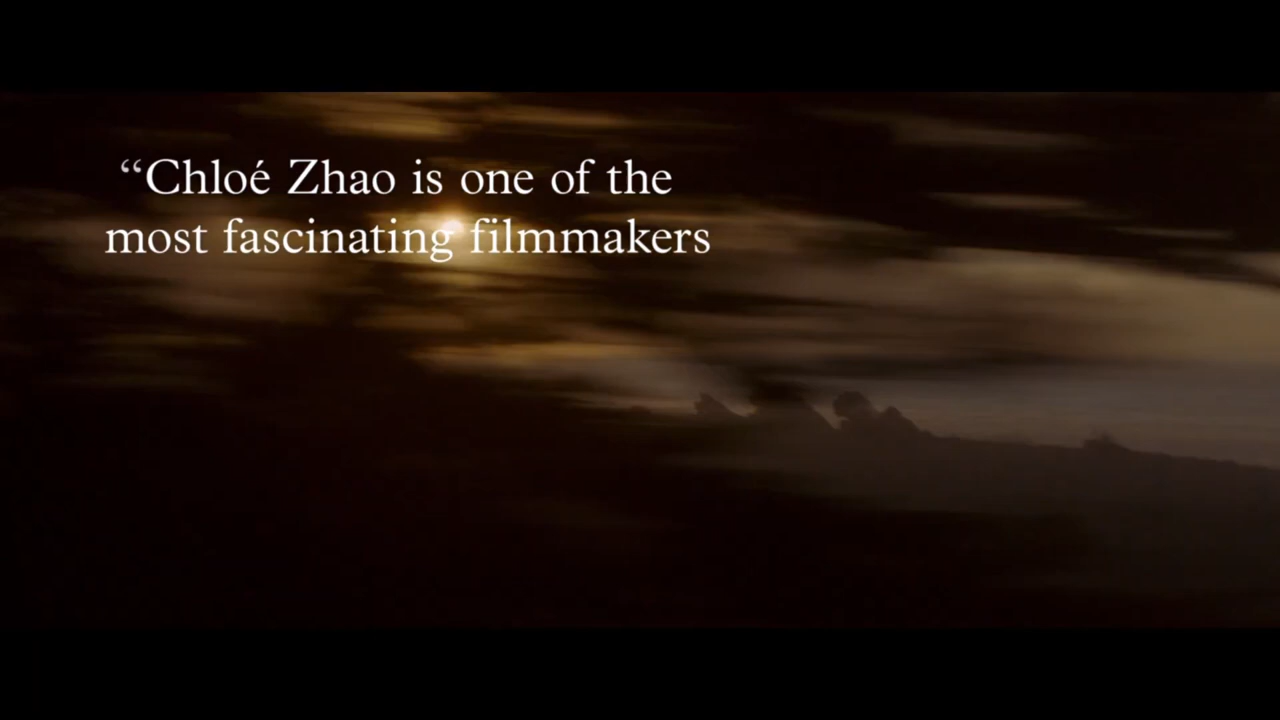 “Chloé Zhao is one of the
most fascinating filmmakers